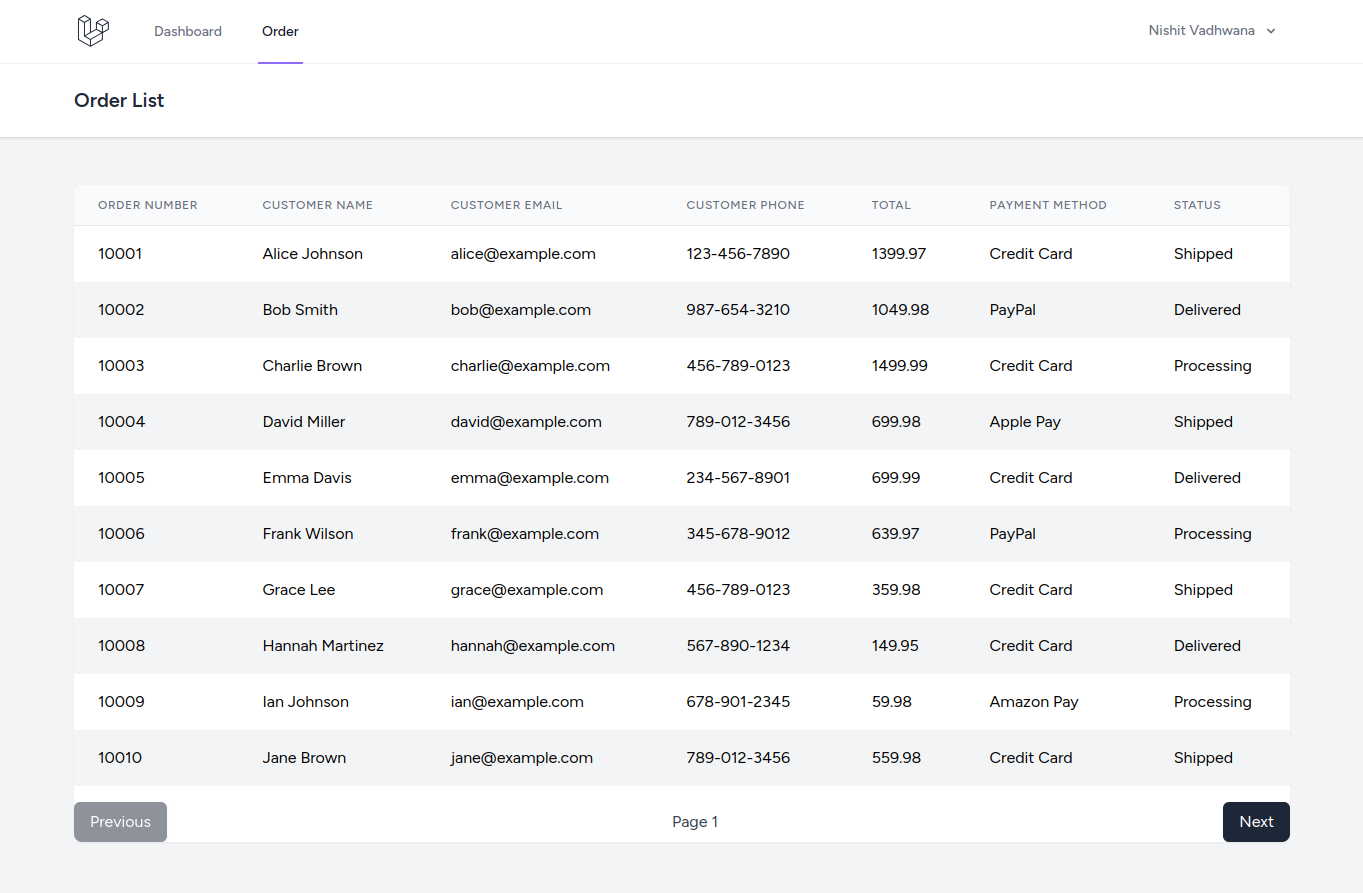 Dashboard Order Nishit Vadhwana
Order List
ORDER NUMBER CUSTOMER NAME CUSTOMER EMAIL CUSTOMER PHONE TOTAL PAYMENT METHOD STATUS
10001 Alice Johnson alice@example.com 123-456-7890 1399.97 Credit Card Shipped
10002 Bob Smith bob@example.com 987-654-3210 1049.98 PayPal Delivered
10003 Charlie Brown charlie@example.com 456-789-0123 1499.99 Credit Card Processing
10004 David Miller david@example.com 789-012-3456 699.98 Apple Pay Shipped
10005 Emma Davis emma@example.com 234-567-8901 699.99 Credit Card Delivered
10006 Frank Wilson frank@example.com 345-678-9012 639.97 PayPal Processing
10007 Grace Lee grace@example.com 456-789-0123 359.98 Credit Card Shipped
10008 Hannah Martinez hannah@example.com 567-890-1234 149.95 Credit Card Delivered
10009 Ian Johnson ian@example.com 678-901-2345 59.98 Amazon Pay Processing
10010 Jane Brown jane@example.com 789-012-3456 559.98 Credit Card Shipped
Previous Page 1 Next